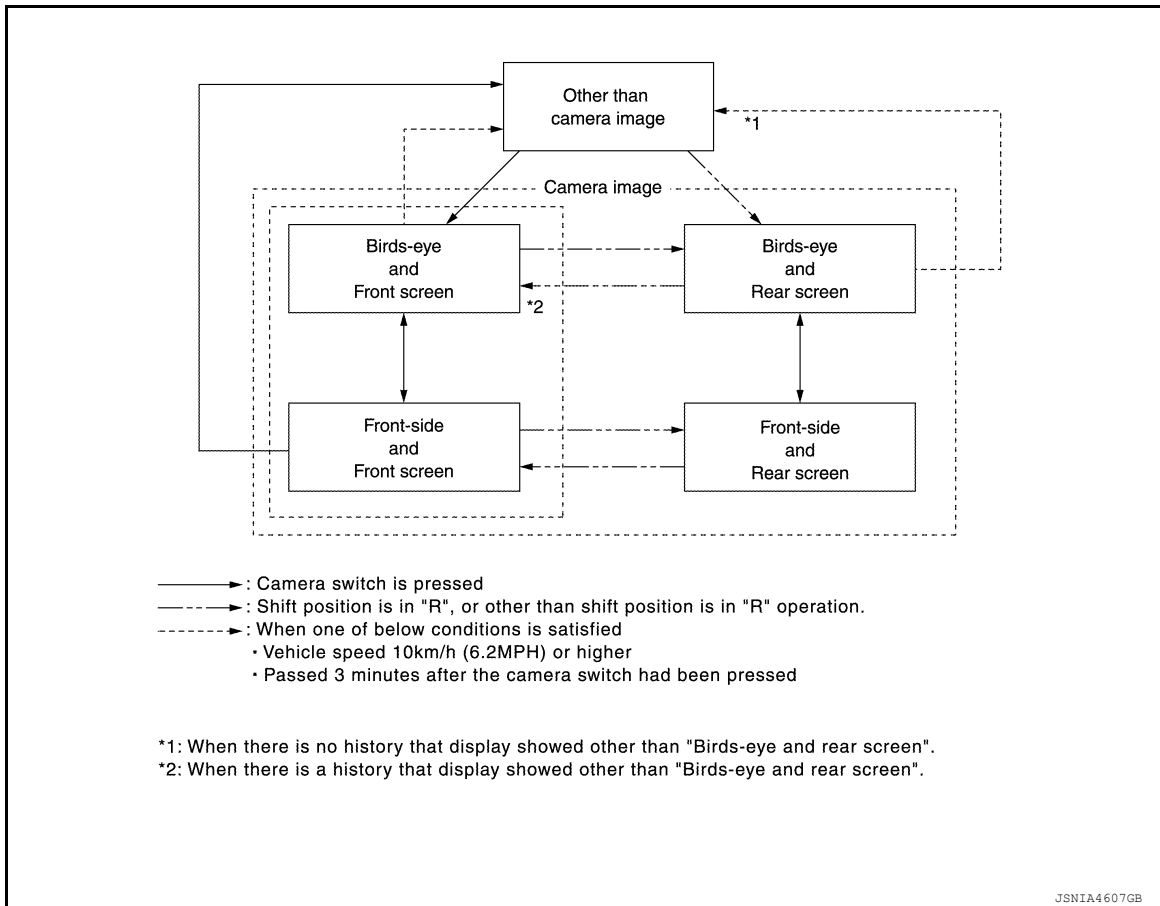 Other than
camera image
*1
Camera image
Birds-eye
and
Front screen
Birds-eye
and
Rear screen
*2
Front-side
and
Front screen
Front-side
and
Rear screen
: Camera switch is pressed
: Shift position is in "R", or other than shift position is in "R" operation.
: When one of below conditions is satisfied
・Vehicle speed 10km/h (6.2MPH) or higher
・Passed 3 minutes after the camera switch had been pressed
*1: When there is no history that display showed other than "Birds-eye and rear screen".
*2: When there is a history that display showed other than "Birds-eye and rear screen".
JSNIA4607GB